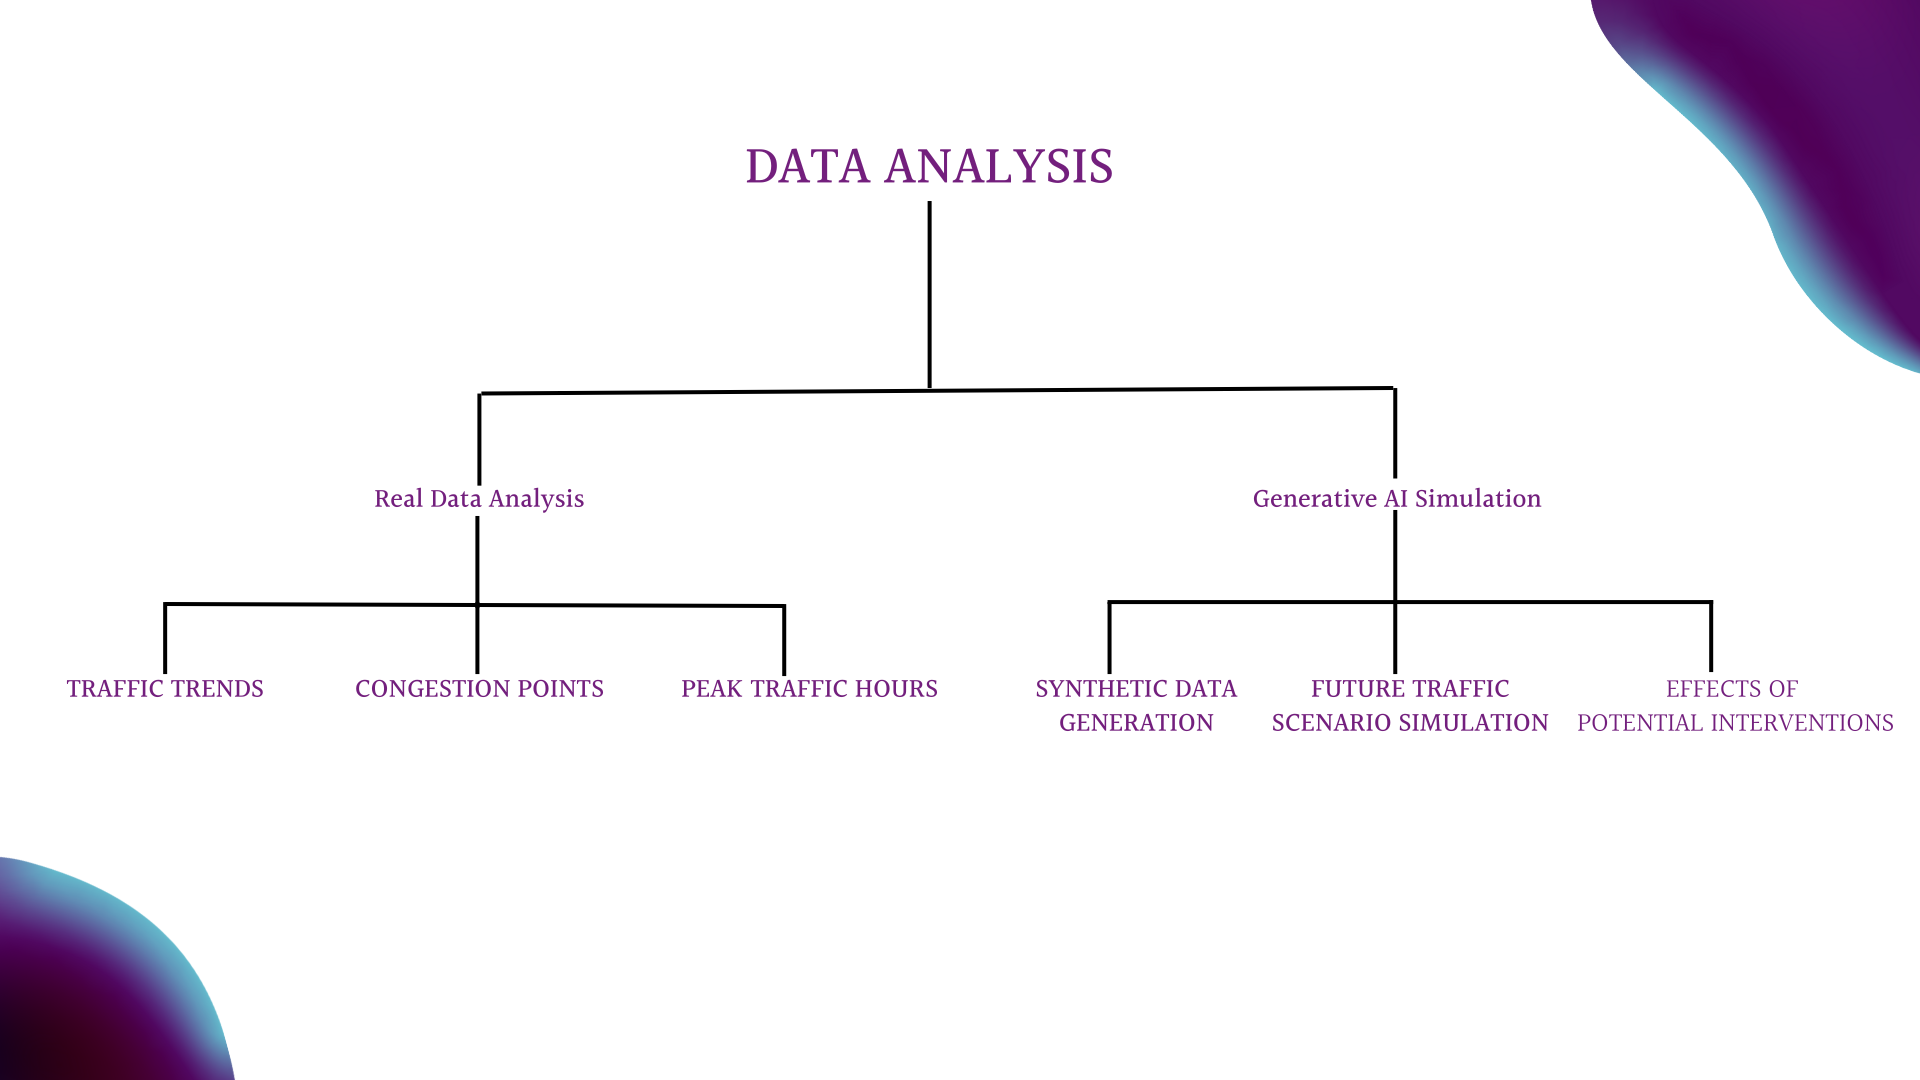 DATA ANALYSIS
Real Data Analysis
Generative AI Simulation
TRAFFIC TRENDS
CONGESTION POINTS
PEAK TRAFFIC HOURS
SYNTHETIC DATA
GENERATION
FUTURE TRAFFIC
SCENARIO SIMULATION
EFFECTS OF
POTENTIAL INTERVENTIONS